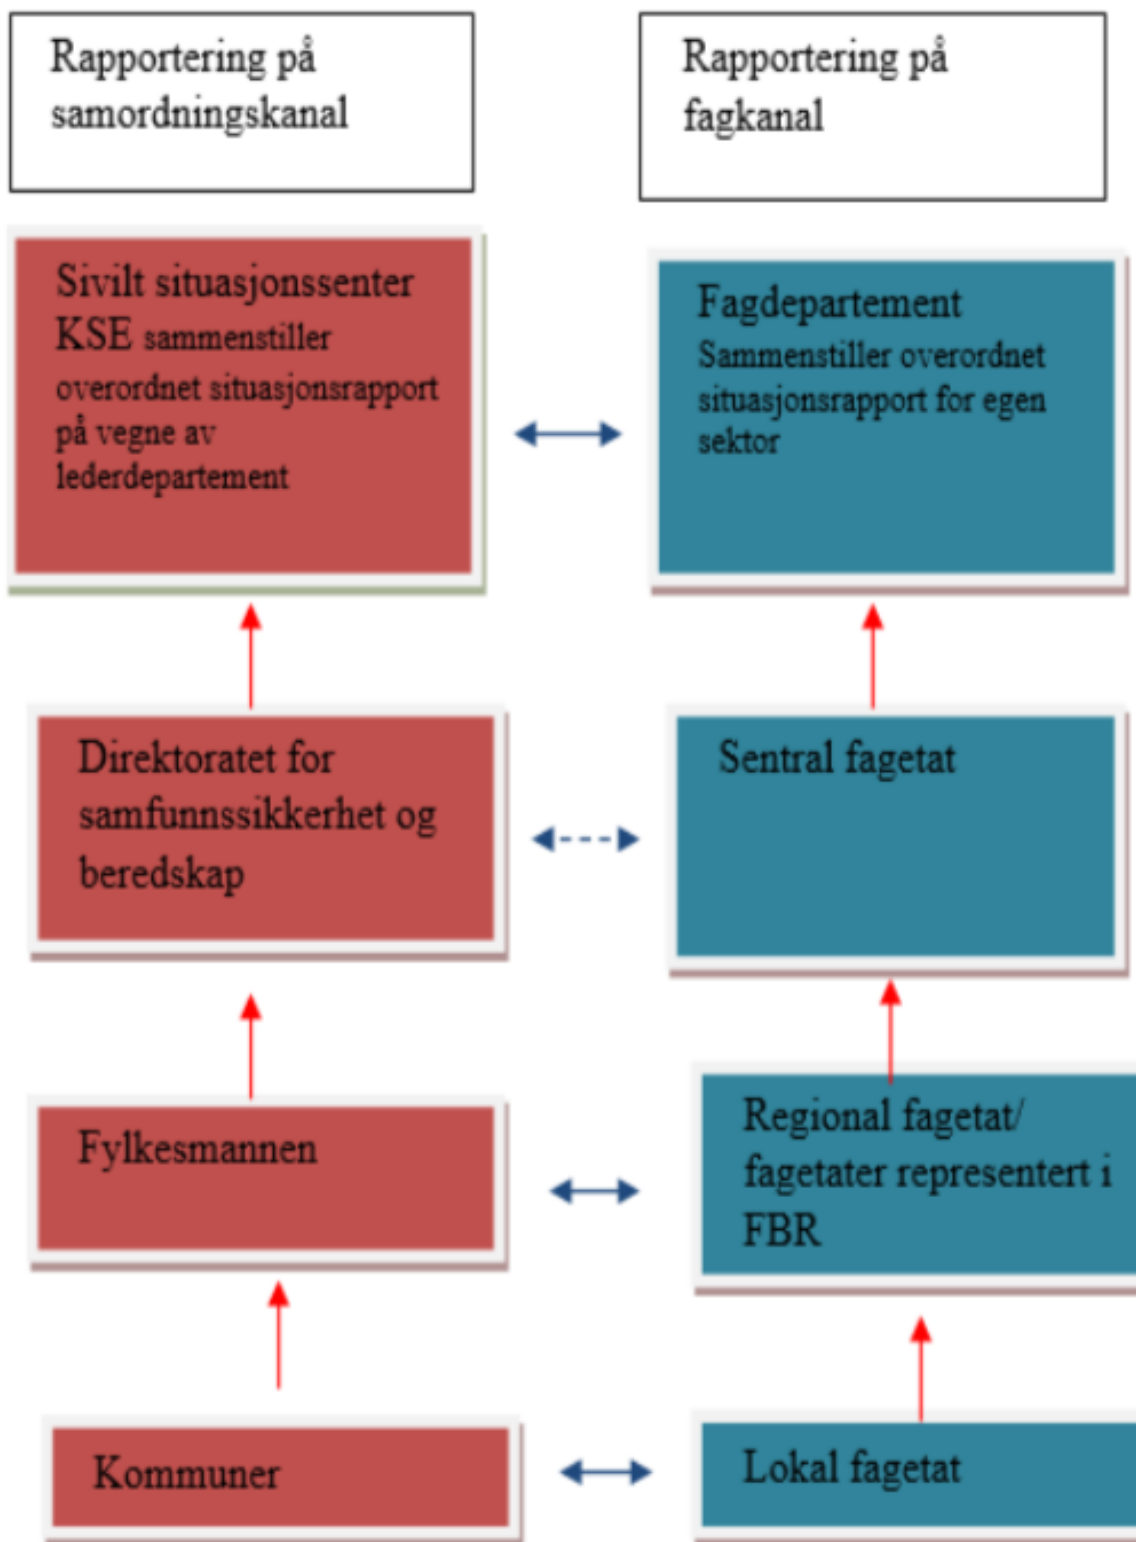 Rapportering på
samordningskanal
Rapportering på
fagkanal
Sivilt situasjonssenter
KSE sammenstiller
overordnet situasjonsrapport
på vegne av
lederdepartement
Fagdepartement
Sammenstiller overordnet
situasjonsrapport for egen
sektor
Direktoratet for
samfunnssikkerhet og
beredskap
Sentral fagetat
Fylkesmannen
Regional fagetat/
fagetater representert i
FBR
Kommuner
Lokal fagetat